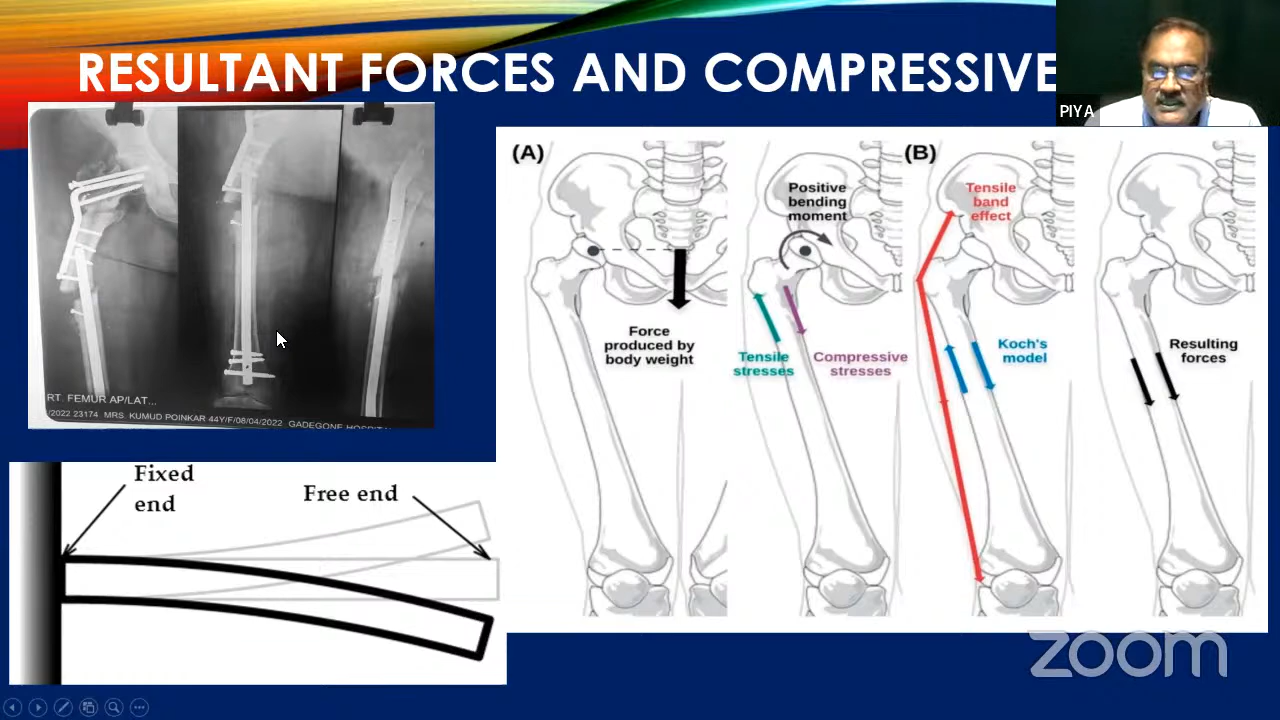 RESULTANT FORCES AND COMPRESSIVE
PIYA
RT. FEMUR AP/LAT...
/2022 23174 MRS. KUMUD POINKAR 44Y/F/08/04/2022 GADEGONE
(A)
Force
produced by
body weight
Positive
bending
moment
Tensile
stresses
Compressive
stresses
(B)
Tensile
band
effect
Koch's
model
Resulting
forces
Fixed
end
Free end
zoom